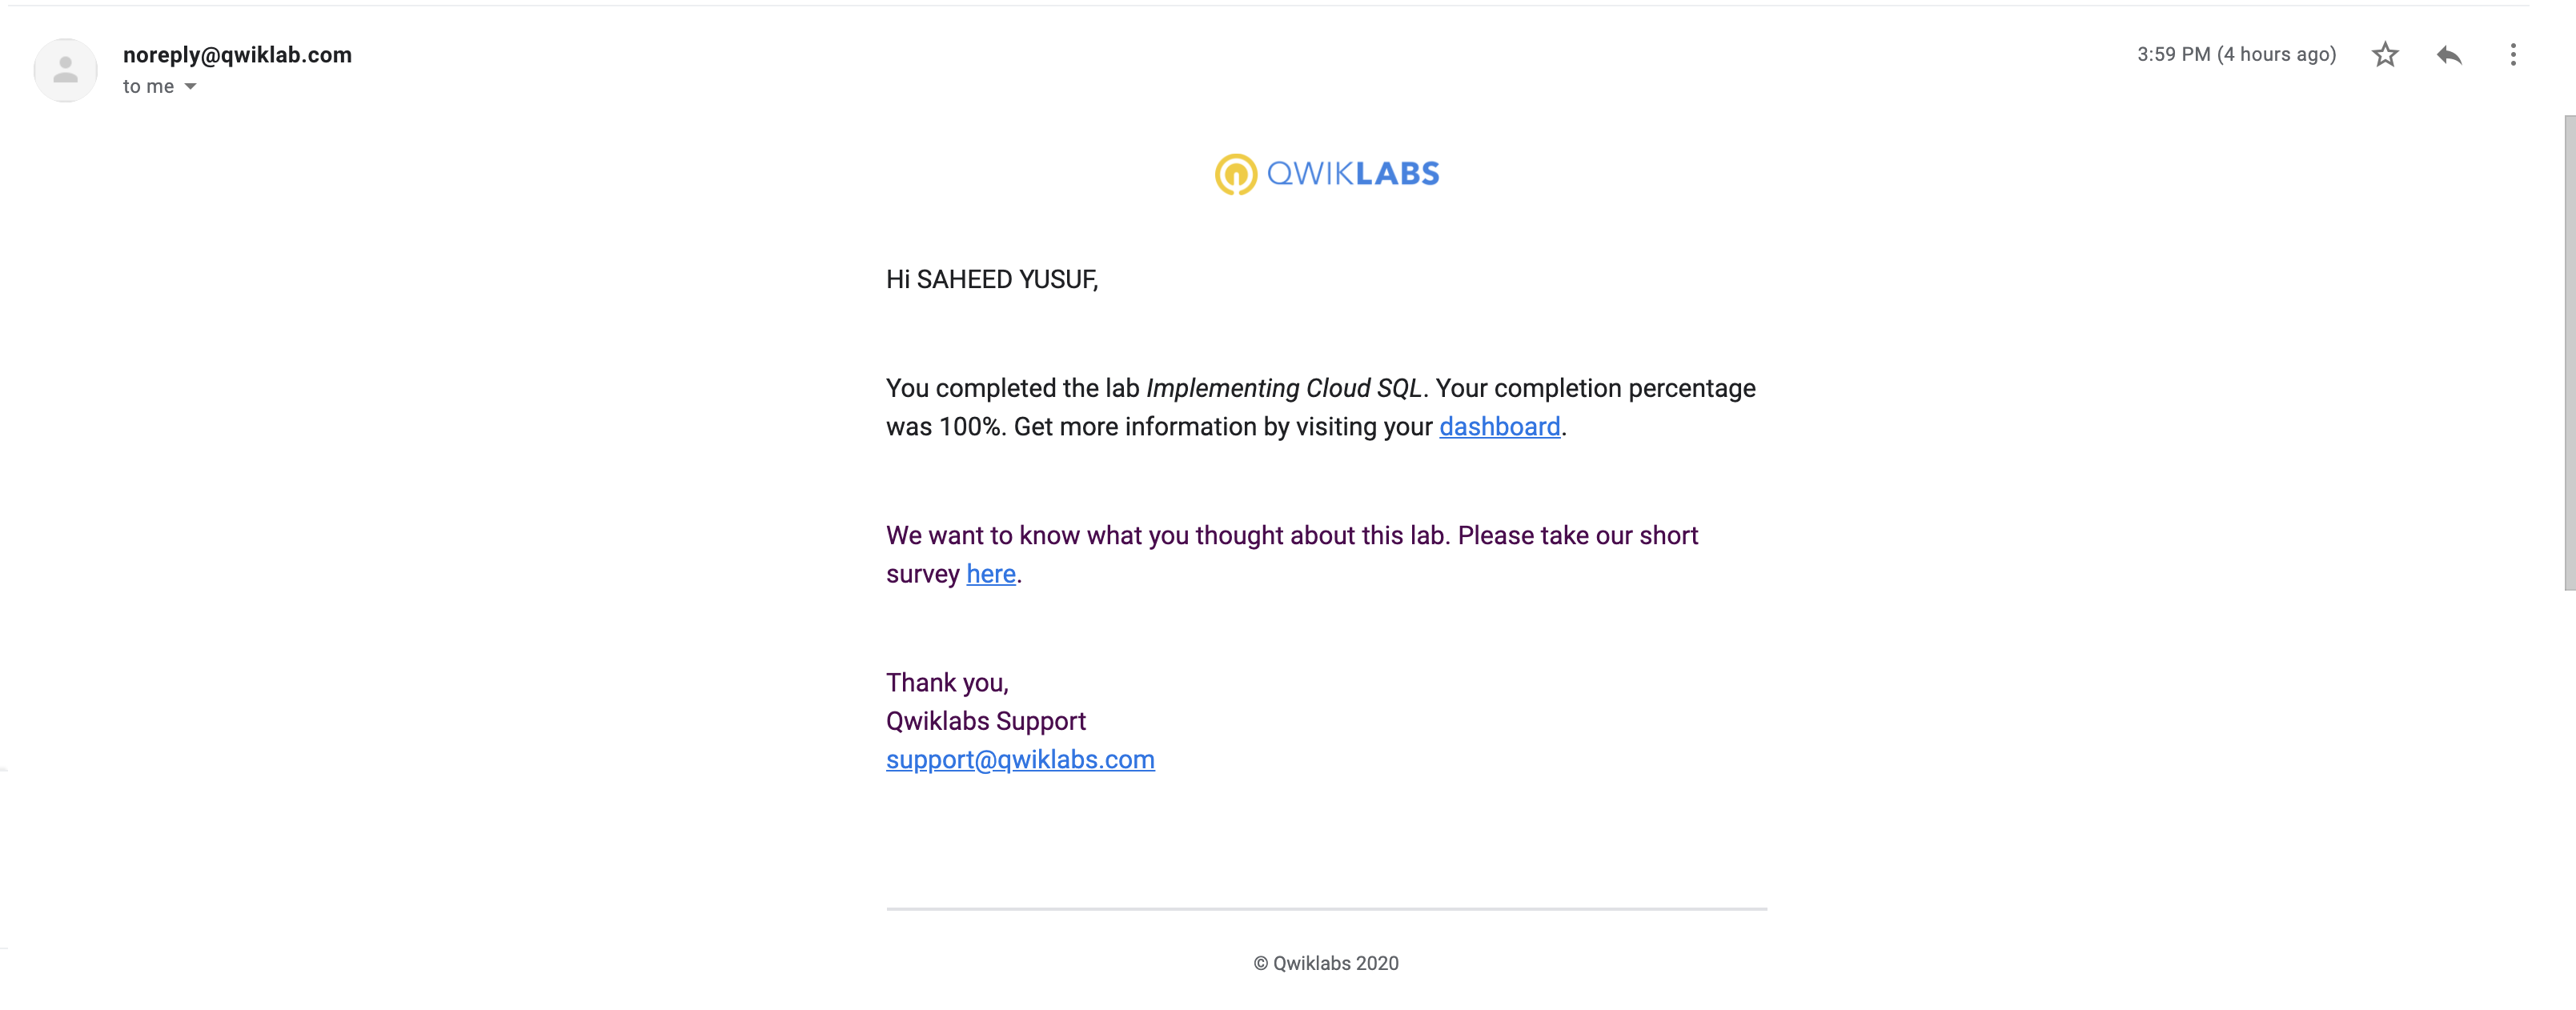 noreply@qwiklab.com
3:59 PM (4 hours ago)
to me
QWIKLABS
Hi SAHEED YUSUF,
You completed the lab Implementing Cloud SQL. Your completion percentage
was 100%. Get more information by visiting your dashboard.
We want to know what you thought about this lab. Please take our short
survey here.
Thank you,
Qwiklabs Support
support@qwiklabs.com
© Qwiklabs 2020